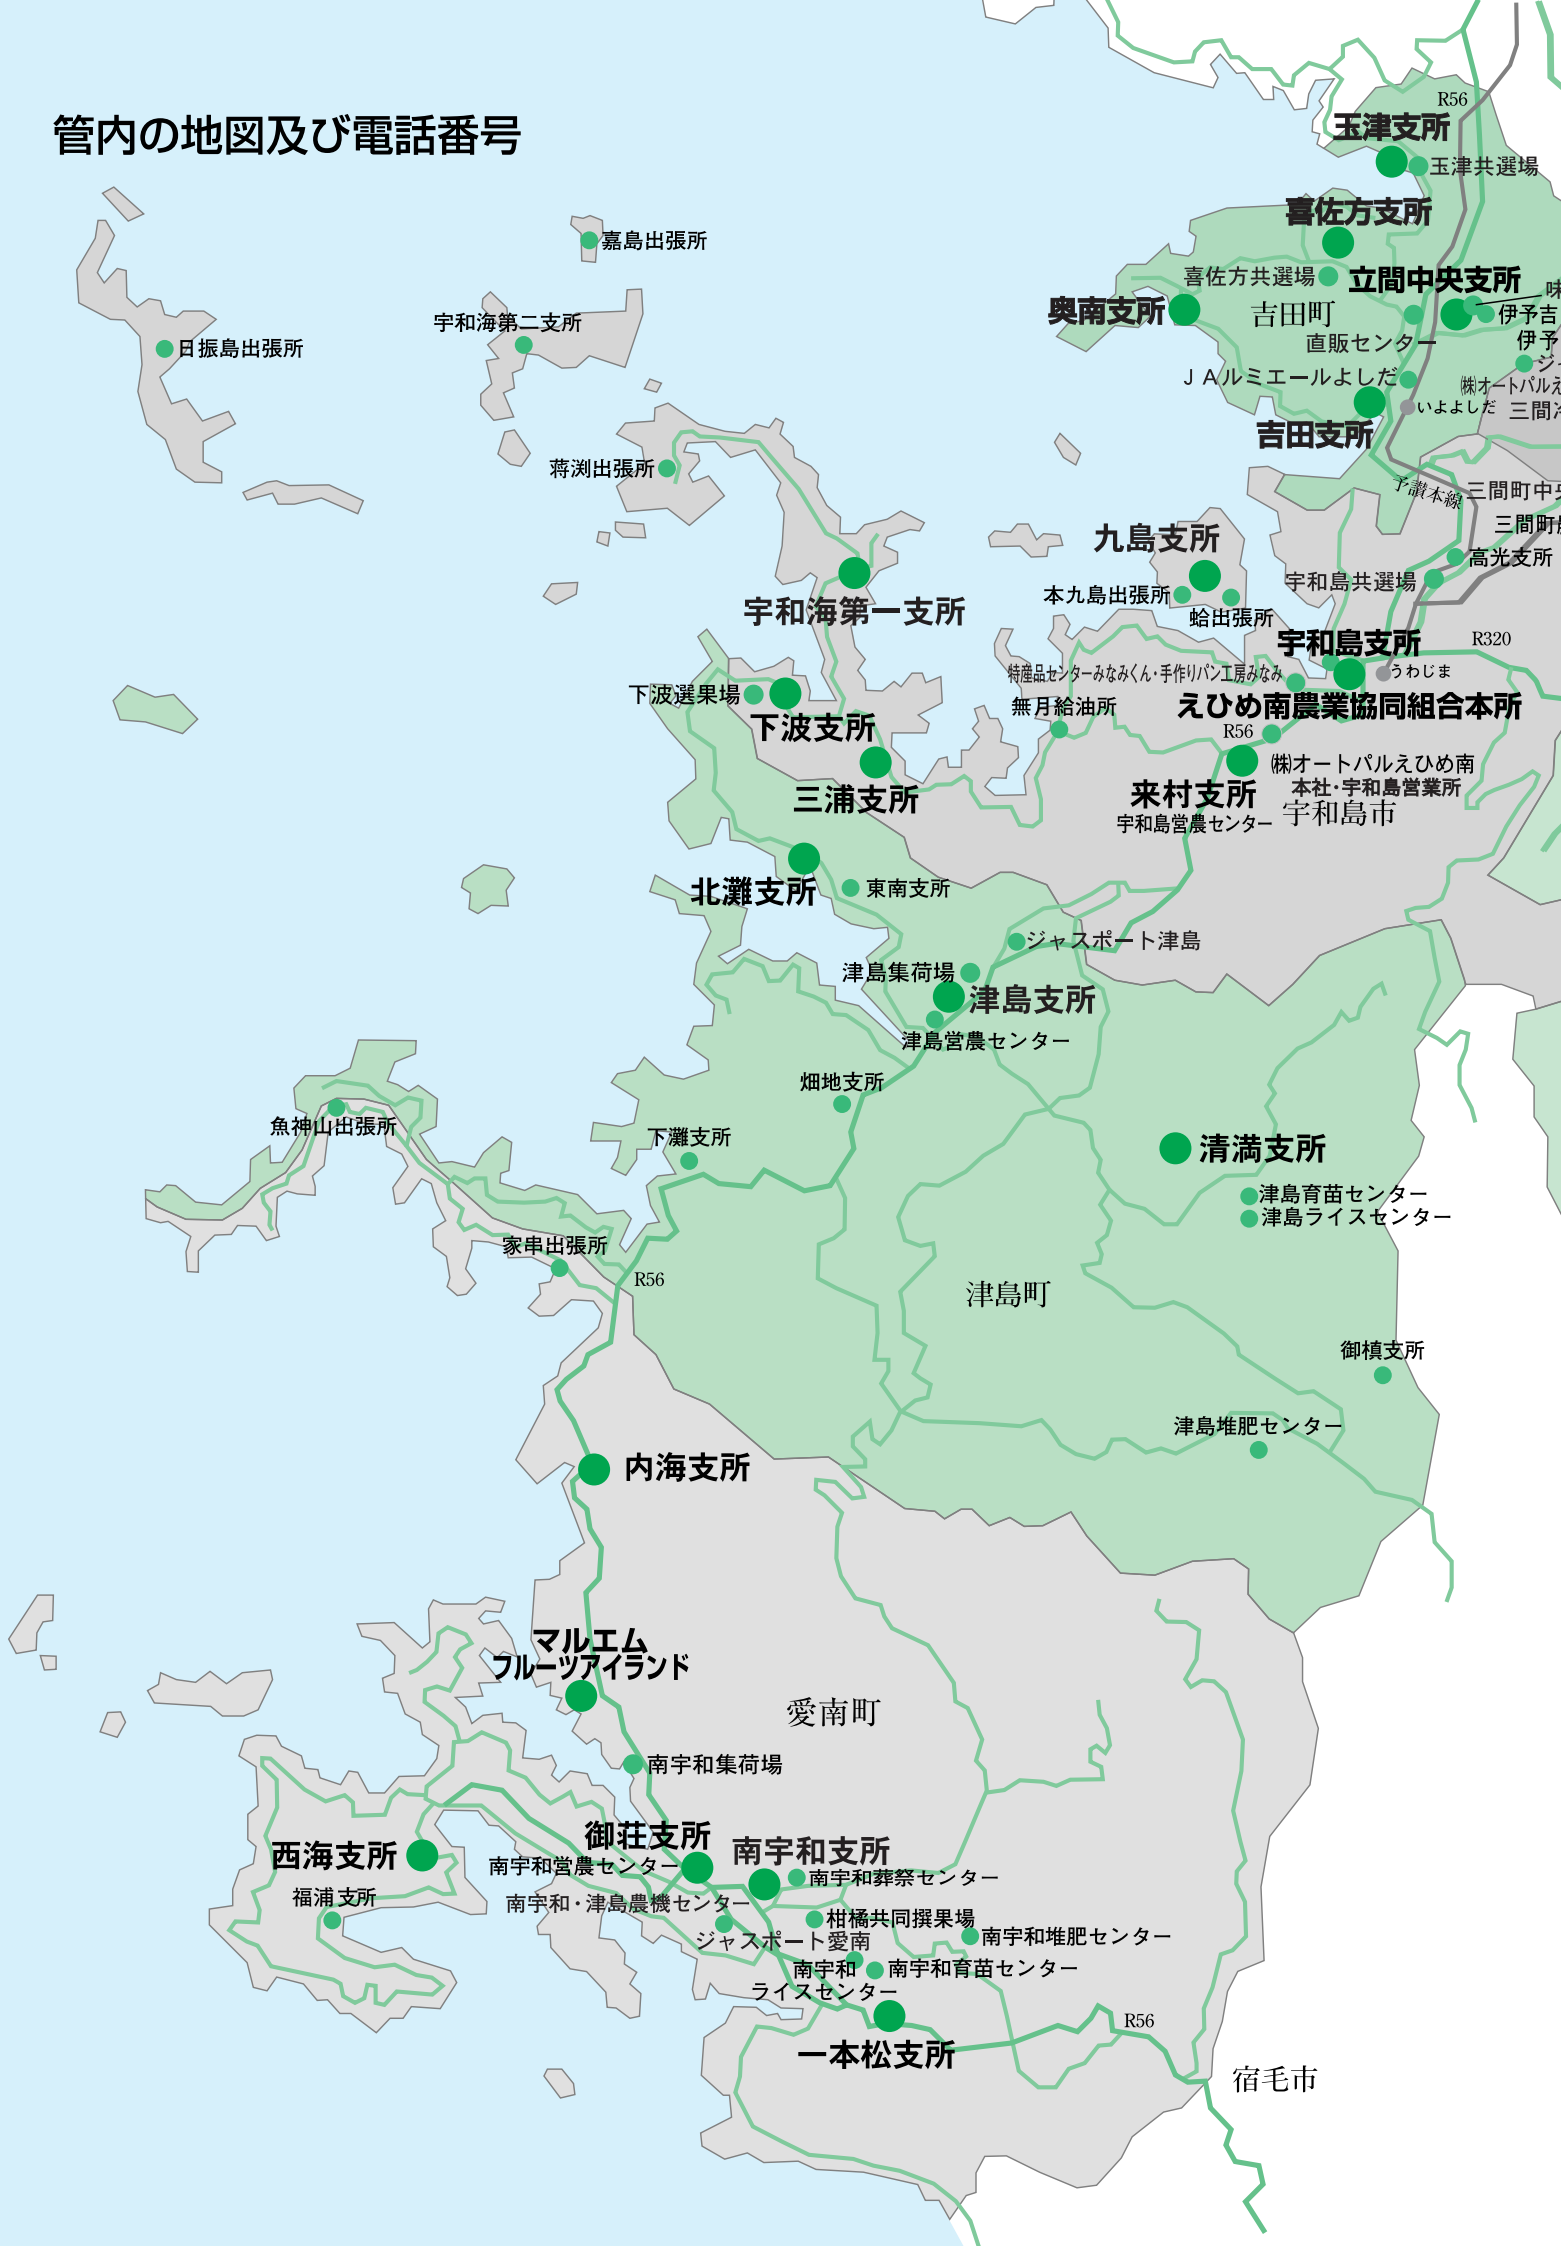 管内の地図及び電話番号
R56
玉津支所
玉津共選場
喜佐方支所
嘉島出張所
喜佐方共選場
立間中央支所
味
奥南支所
吉田町
伊予吉
宇和海第二支所
直販センター
伊予
日振島出張所
ジ
ＪＡルミエールよしだ
㈱オートパルえ
いよよしだ
三間
吉田支所
蒋渕出張所
予讃本線
三間町中央
三間町
九島支所
高光支所
宇和島共選場
本九島出張所
蛤出張所
宇和海第一支所
宇和島支所
R320
特産品センターみなみくん・手作りパン工房みなみ
うわじま
下波選果場
無月給油所
えひめ南農業協同組合本所
下波支所
R56
㈱オートパルえひめ南
本社・宇和島営業所
三浦支所
来村支所
宇和島市
宇和島営農センター
北灘支所
東南支所
ジャスポート津島
津島集荷場
津島支所
津島営農センター
畑地支所
魚神山出張所
下灘支所
清満支所
津島育苗センター
津島ライスセンター
家串出張所
R56
津島町
御槙支所
津島堆肥センター
内海支所
マルエム
フルーツアイランド
愛南町
南宇和集荷場
御荘支所
南宇和支所
西海支所
南宇和営農センター
南宇和葬祭センター
福浦支所
南宇和・津島農機センター
柑橘共同撰果場
ジャスポート愛南
南宇和堆肥センター
南宇和
ライスセンター
南宇和育苗センター
R56
一本松支所
宿毛市